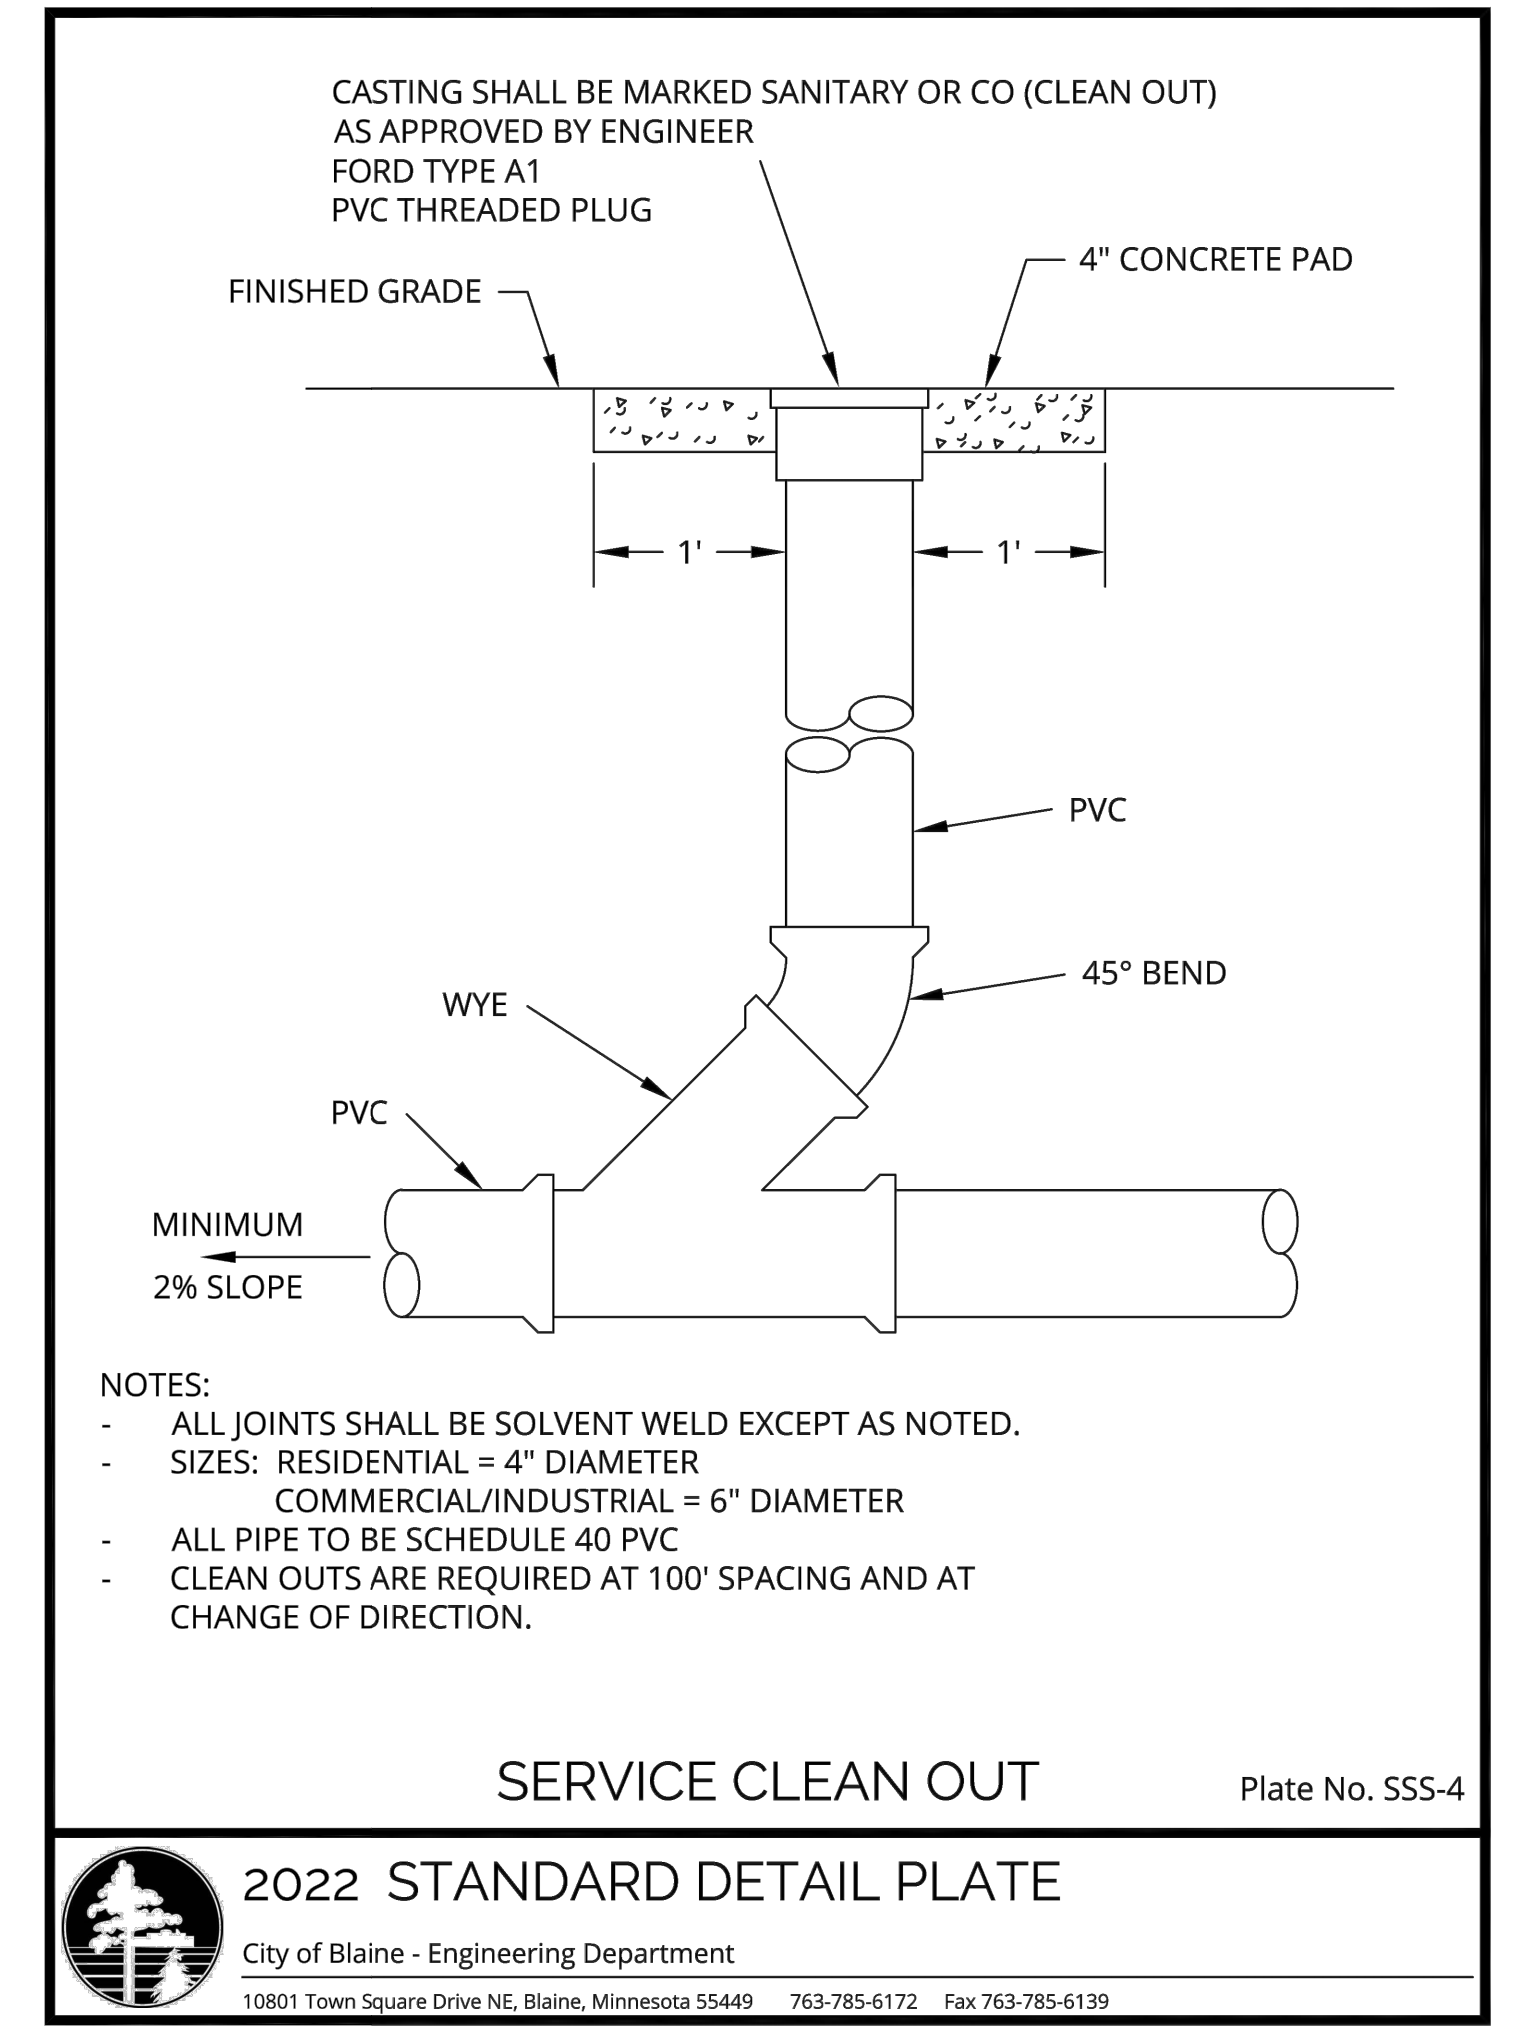 CASTING SHALL BE MARKED SANITARY OR CO (CLEAN OUT)
AS APPROVED BY ENGINEER
FORD TYPE A1
PVC THREADED PLUG
4" CONCRETE PAD
FINISHED GRADE
1'
1'
PVC
45° BEND
WYE
PVC
MINIMUM
2% SLOPE
NOTES:
- ALL JOINTS SHALL BE SOLVENT WELD EXCEPT AS NOTED.
- SIZES: RESIDENTIAL = 4" DIAMETER
COMMERCIAL/INDUSTRIAL = 6" DIAMETER
- ALL PIPE TO BE SCHEDULE 40 PVC
- CLEAN OUTS ARE REQUIRED AT 100' SPACING AND AT
CHANGE OF DIRECTION.
SERVICE CLEAN OUT
Plate No. SSS-4
2022 STANDARD DETAIL PLATE
City of Blaine - Engineering Department
10801 Town Square Drive NE, Blaine, Minnesota 55449 763-785-6172 Fax 763-785-6139